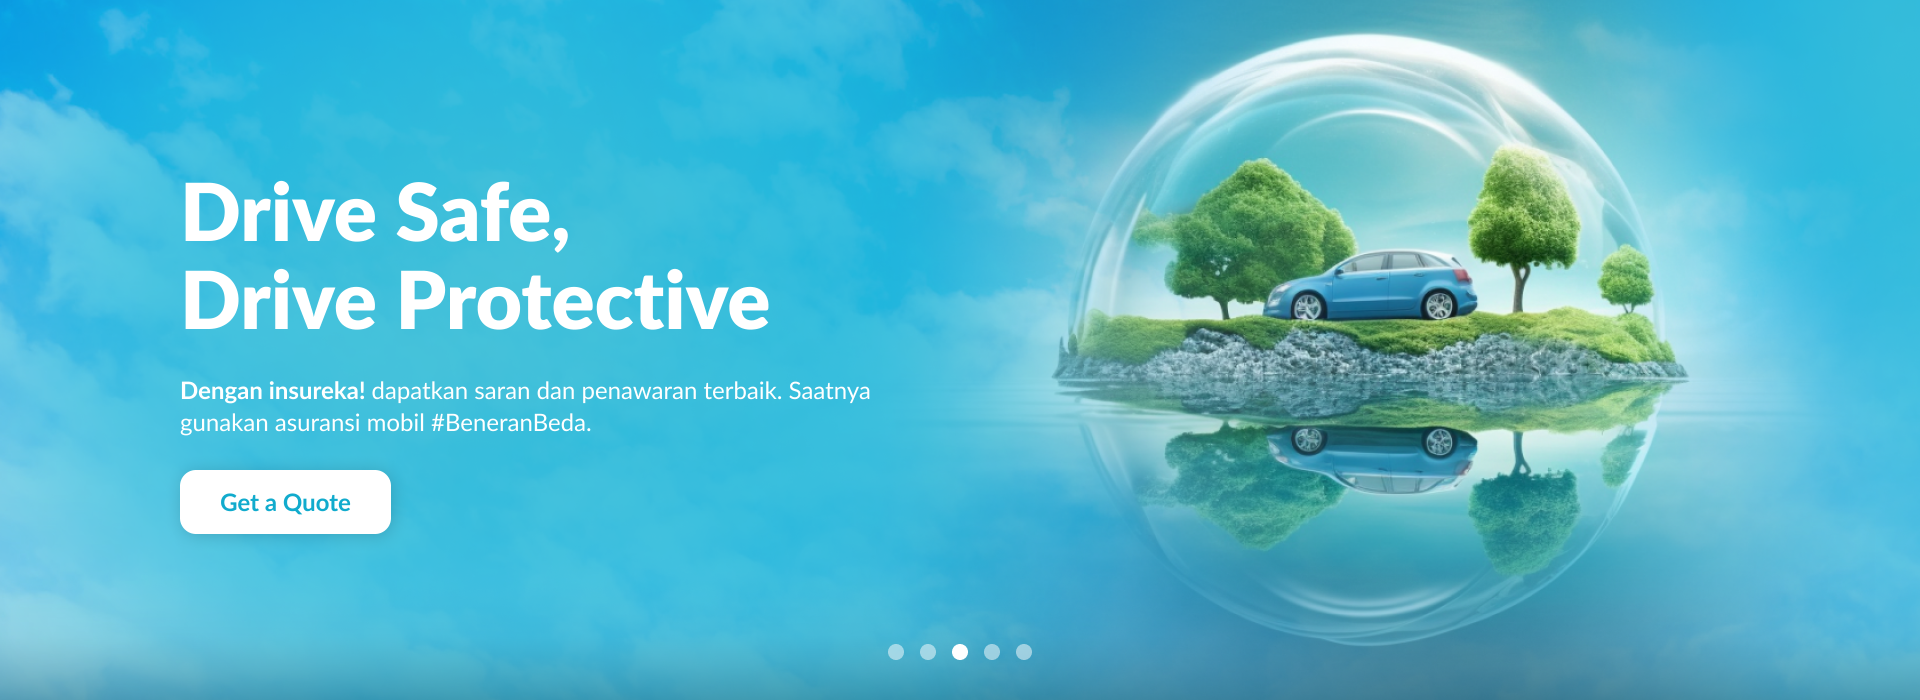 Drive Safe,
Drive Protective
Dengan insureka! dapatkan saran dan penawaran terbaik. Saatnya
gunakan asuransi mobil #BeneranBeda.
Get a Quote